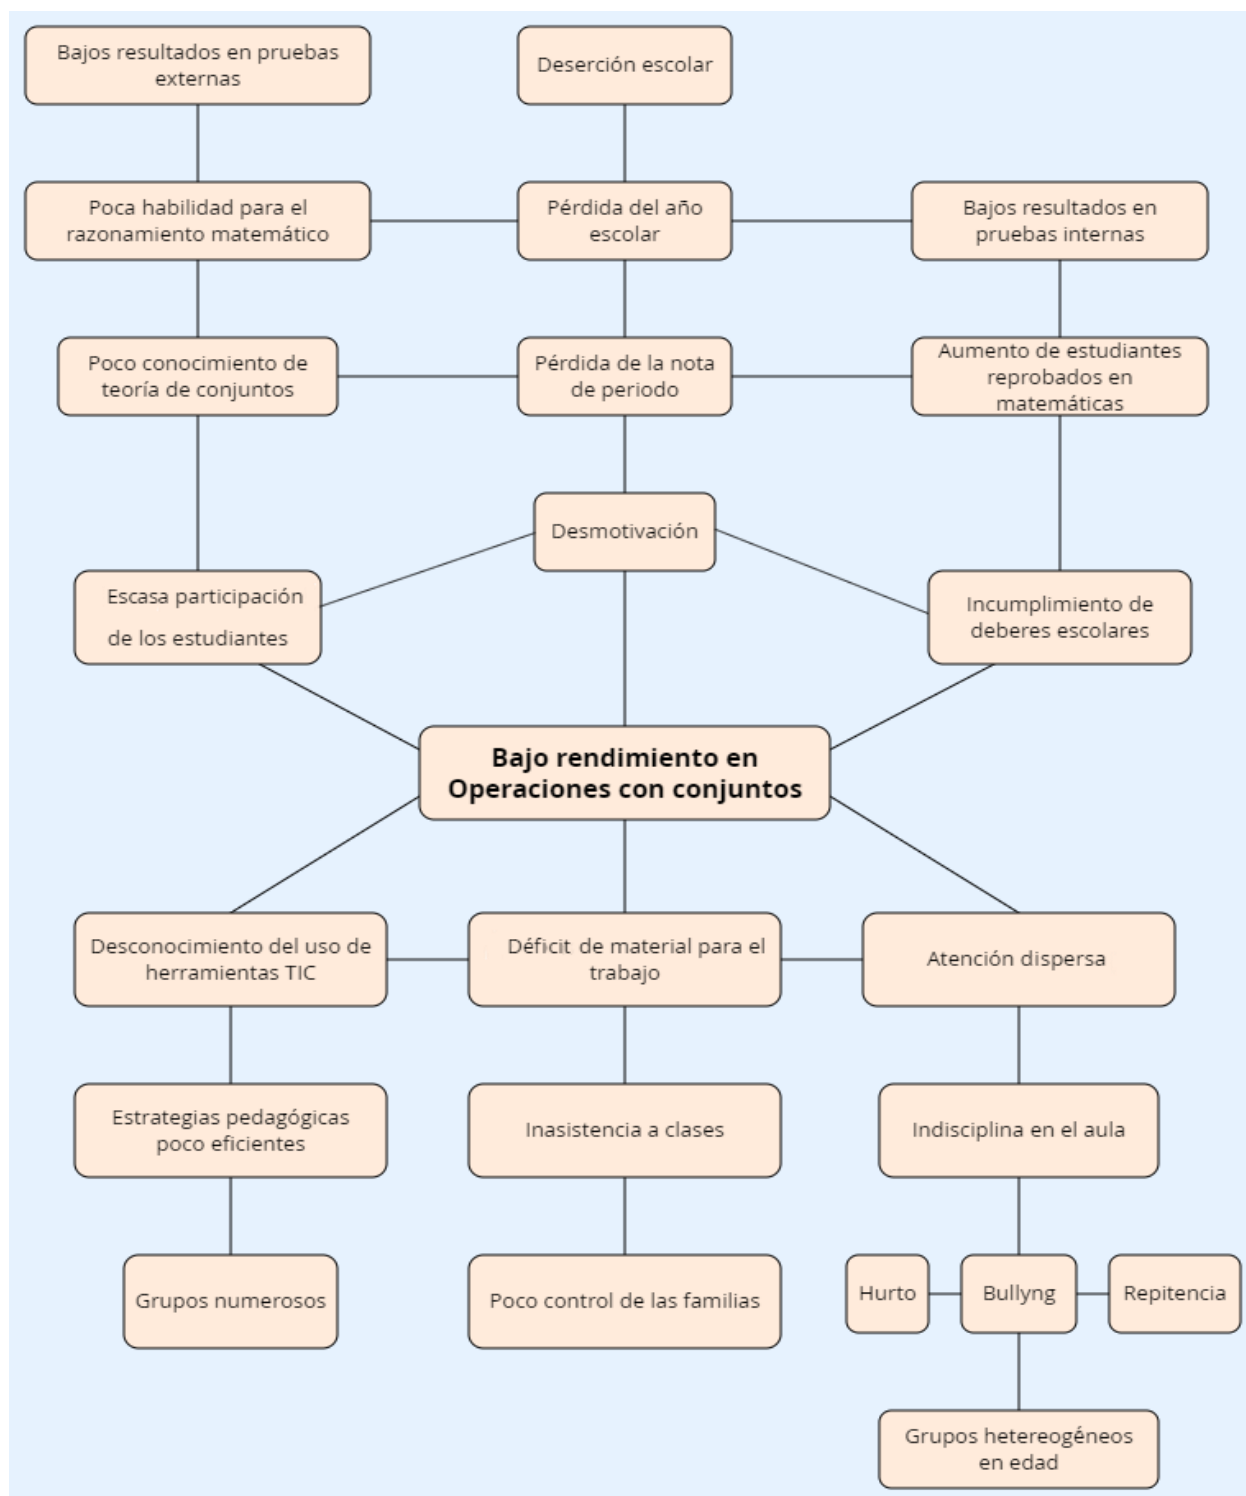 Bajos resultados en pruebas
externas
Deserción escolar
Poca habilidad para el
razonamiento matemático
Pérdida del año
escolar
Bajos resultados en
pruebas internas
Poco conocimiento de
teoría de conjuntos
Pérdida de la nota
de periodo
Aumento de estudiantes
reprobados en
matemáticas
Desmotivación
Escasa participación
de los estudiantes
Incumplimiento de
deberes escolares
Bajo rendimiento en
Operaciones con conjuntos
Desconocimiento del uso de
herramientas TIC
Déficit de material para el
trabajo
Atención dispersa
Estrategias pedagógicas
poco eficientes
Inasistencia a clases
Indisciplina en el aula
Grupos numerosos
Poco control de las familias
Hurto
Bullyng
Repitencia
Grupos hetereogéneos
en edad